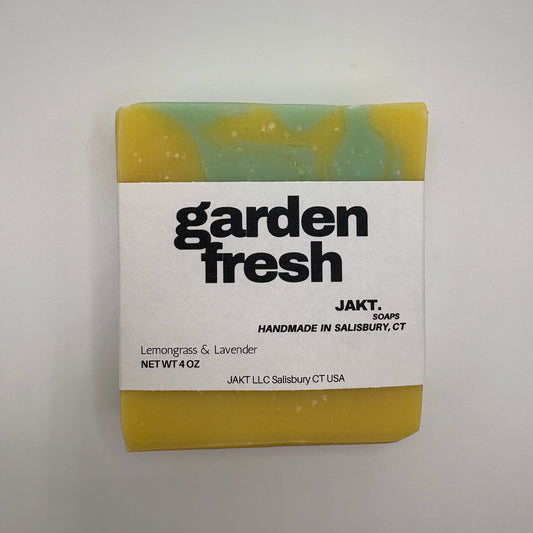 garden
fresh
JAKT.
SOAPS
HANDMADE IN SALISBURY, CT
Lemongrass & Lavender
NET WT 4 OZ
JAKT LLC Salisbury CT USA